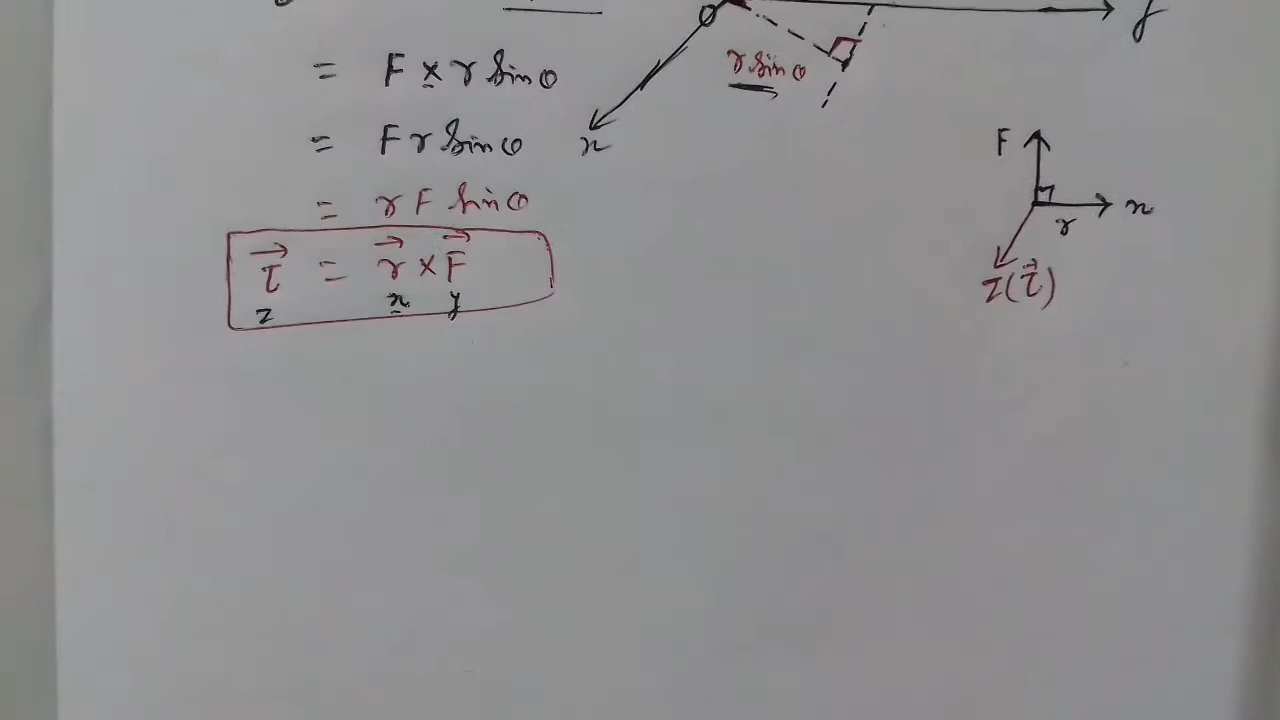 y
= F × r sin θ
r sin θ
= F r sin θ
x
F
= r F sin θ
x
r
τ⃗ = r⃗ × F⃗
z x y
Z(τ⃗)